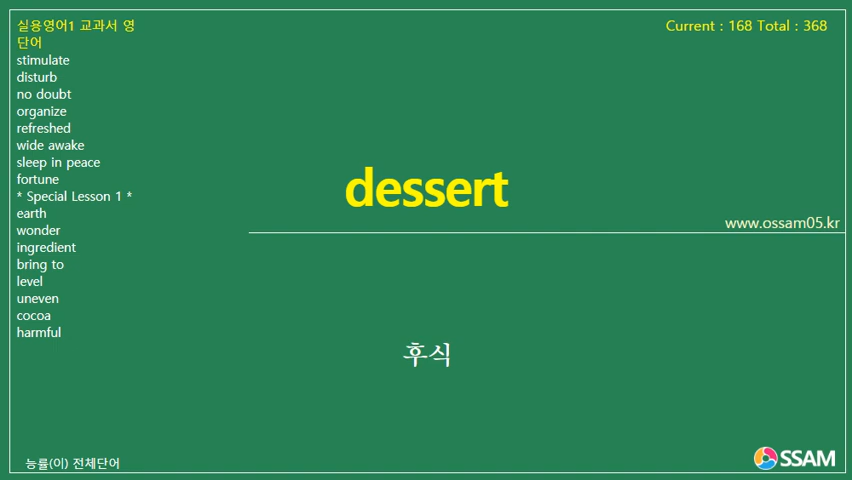 실용영어1 교과서 영
단어
stimulate
disturb
no doubt
organize
refreshed
wide awake
sleep in peace
fortune
* Special Lesson 1 *
earth
wonder
ingredient
bring to
level
uneven
cocoa
harmful
Current : 168 Total : 368
dessert
www.ossam05.kr
후식
능률(이) 전체단어
OSSAM